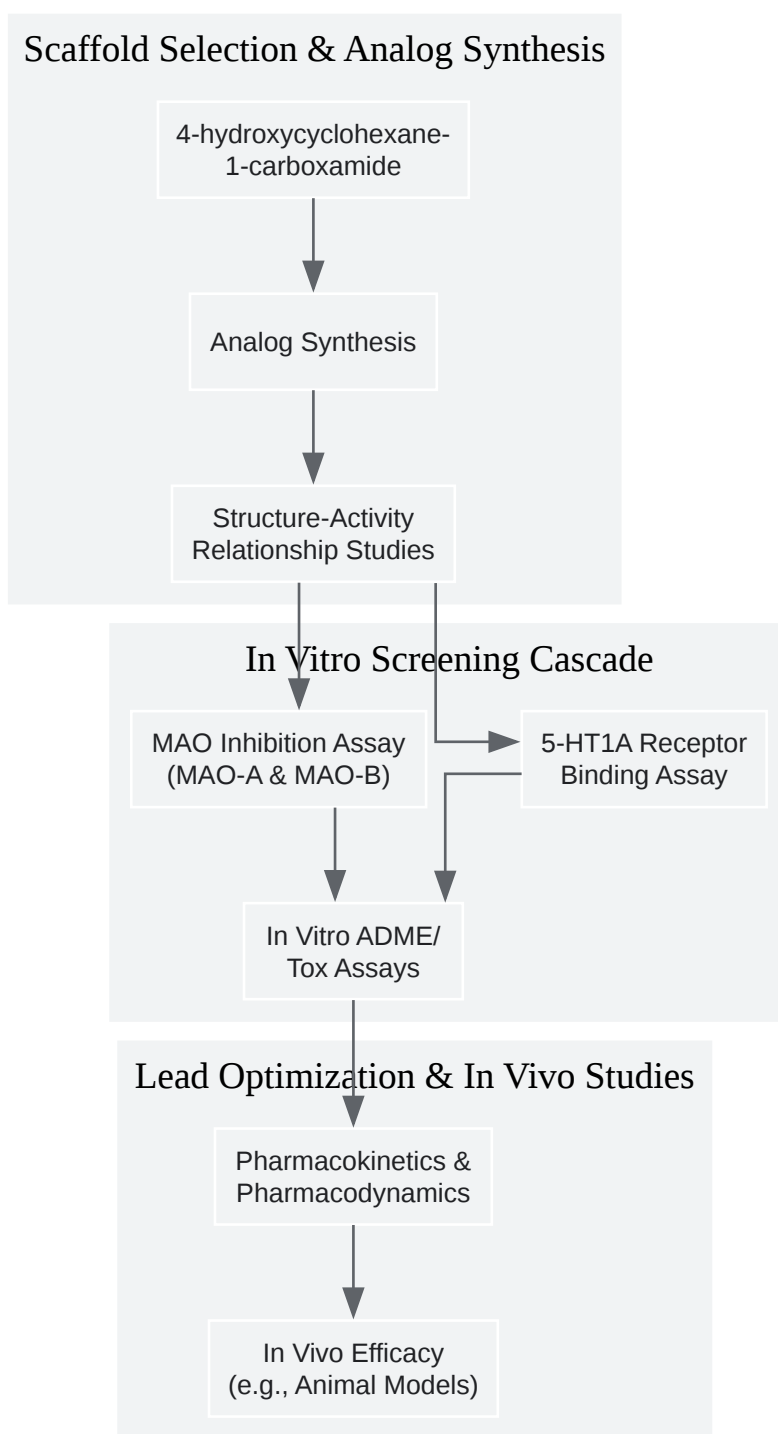 Scaffold Selection & Analog Synthesis
4-hydroxycyclohexane-
1-carboxamide
Analog Synthesis
Structure-Activity
Relationship Studies
In Vitro Screening Cascade
MAO Inhibition Assay
(MAO-A & MAO-B)
5-HT1A Receptor
Binding Assay
In Vitro ADME/
Tox Assays
Lead Optimization & In Vivo Studies
Pharmacokinetics &
Pharmacodynamics
In Vivo Efficacy
(e.g., Animal Models)